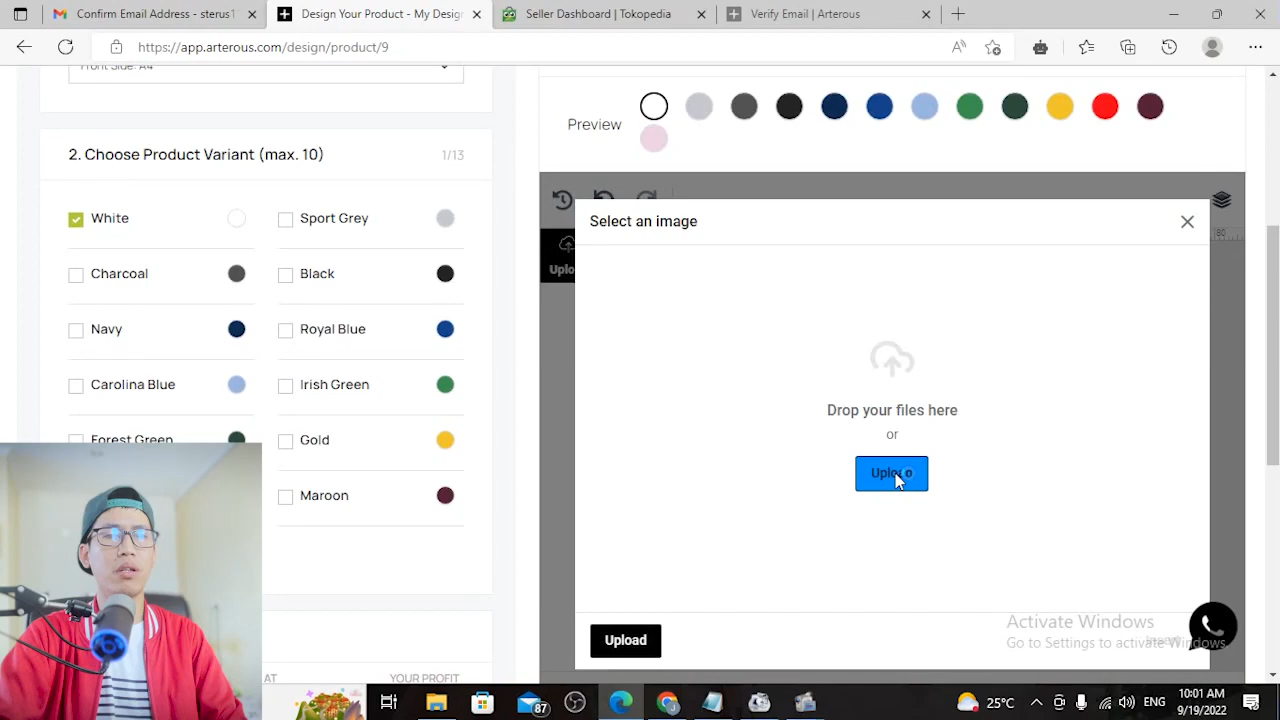 Confirm Email Address - sterus1
Design Your Product - My Desig
Seller Dashboard | Tokopedia
Verify Email | Arterous
https://app.arterous.com/design/product/9
Front Side: A4
2. Choose Product Variant (max. 10)
1/13
White
Sport Grey
Charcoal
Black
Navy
Royal Blue
Carolina Blue
Irish Green
Forest Green
Gold
Maroon
AT
YOUR PROFIT
Preview
80
Uplo
Select an image
Drop your files here
or
Upload
Upload
Insert
Activate Windows
Go to Settings to activate Windows.
87
25°C
ENG
10:01 AM
9/19/2022